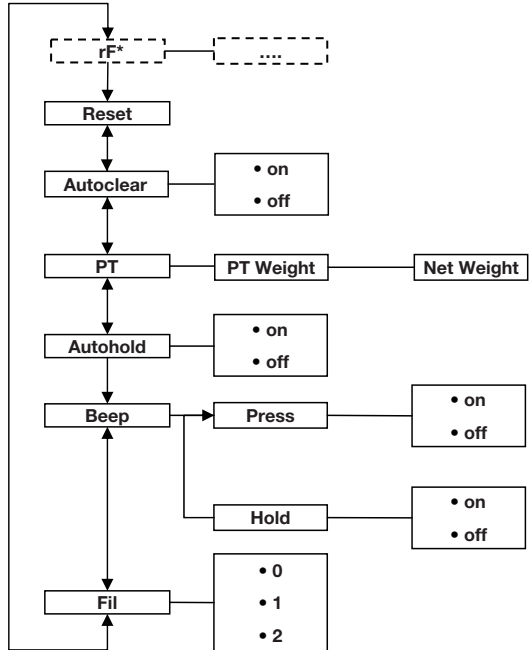 rF*
....
Reset
Autoclear
• on
• off
PT
PT Weight
Net Weight
Autohold
• on
• off
Beep
Press
• on
• off
Hold
• on
• off
Fil
• 0
• 1
• 2